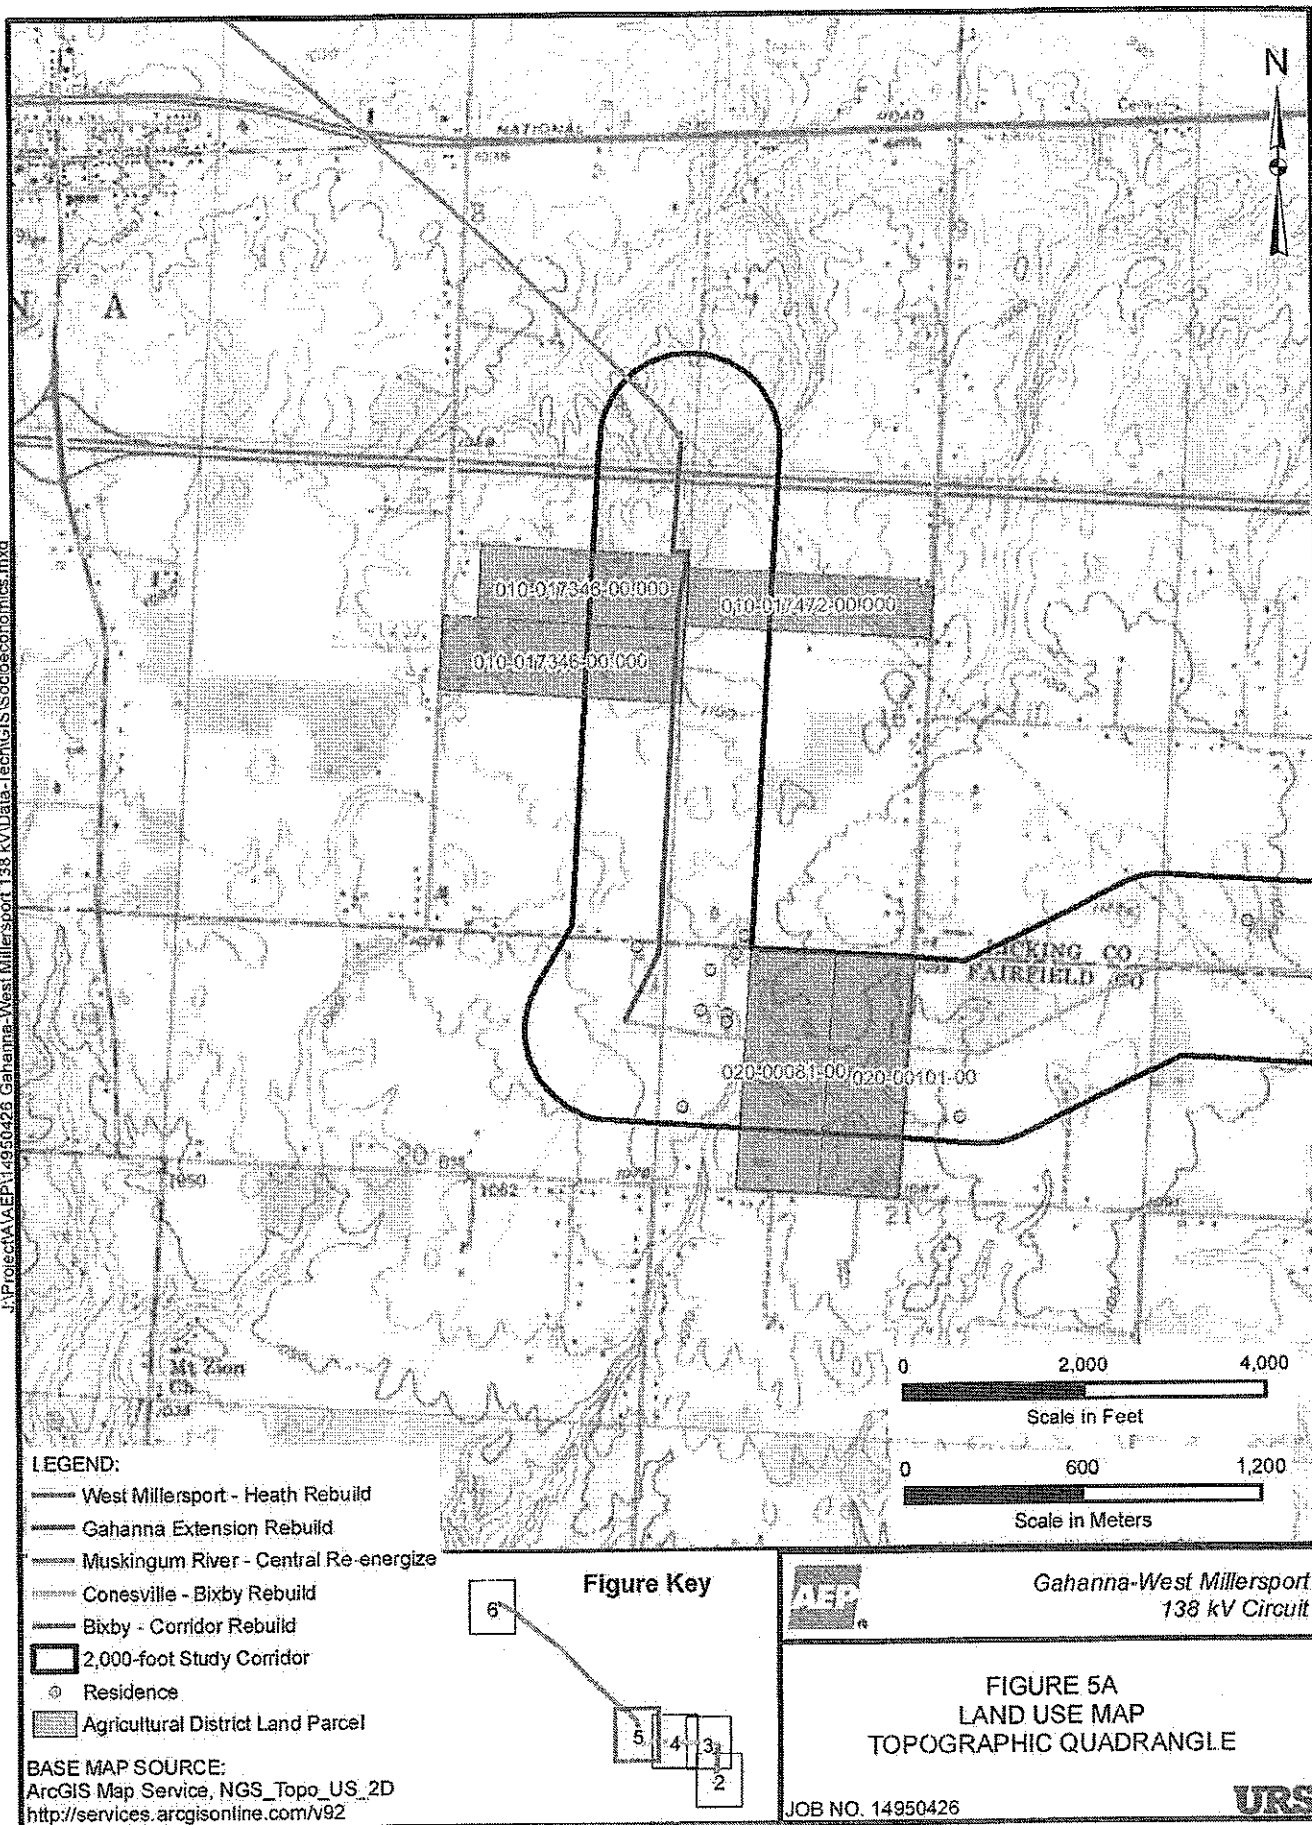 N
NATIONAL
ROAD
A
010-017346-00/000
010-017472-00/000
010-017346-00/000
LICKING CO
FAIRFIELD CO
020-00081-00
020-00101-00
1050
1062
Mt Zion
0 2,000 4,000
Scale in Feet
0 600 1,200
Scale in Meters
LEGEND:
West Millersport - Heath Rebuild
Gahanna Extension Rebuild
Muskingum River - Central Re-energize
Conesville - Bixby Rebuild
Bixby - Corridor Rebuild
2,000-foot Study Corridor
Residence
Agricultural District Land Parcel
BASE MAP SOURCE:
ArcGIS Map Service, NGS_Topo_US_2D
http://services.arcgisonline.com/v92
Figure Key
6
5
4
3
2
AEP
Gahanna-West Millersport
138 kV Circuit
FIGURE 5A
LAND USE MAP
TOPOGRAPHIC QUADRANGLE
JOB NO. 14950426
URS
J:\Project\A\AEP\14950426 Gahanna-West Millersport 138 kV\Data-Tech\GIS\Socioeconomics.mxd